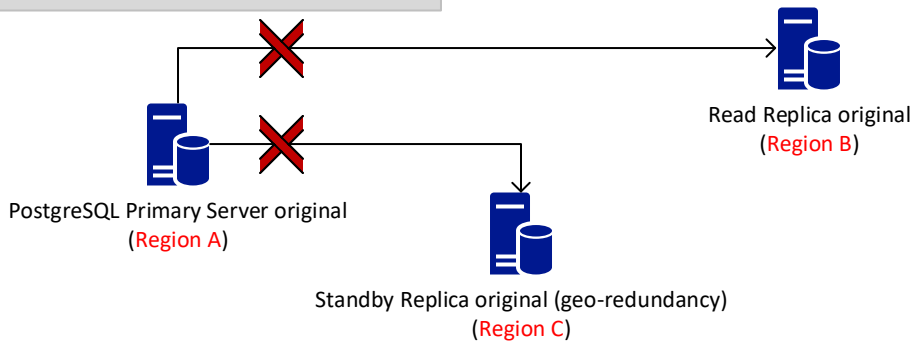 Read Replica original
(Region B)
PostgreSQL Primary Server original
(Region A)
Standby Replica original (geo-redundancy)
(Region C)